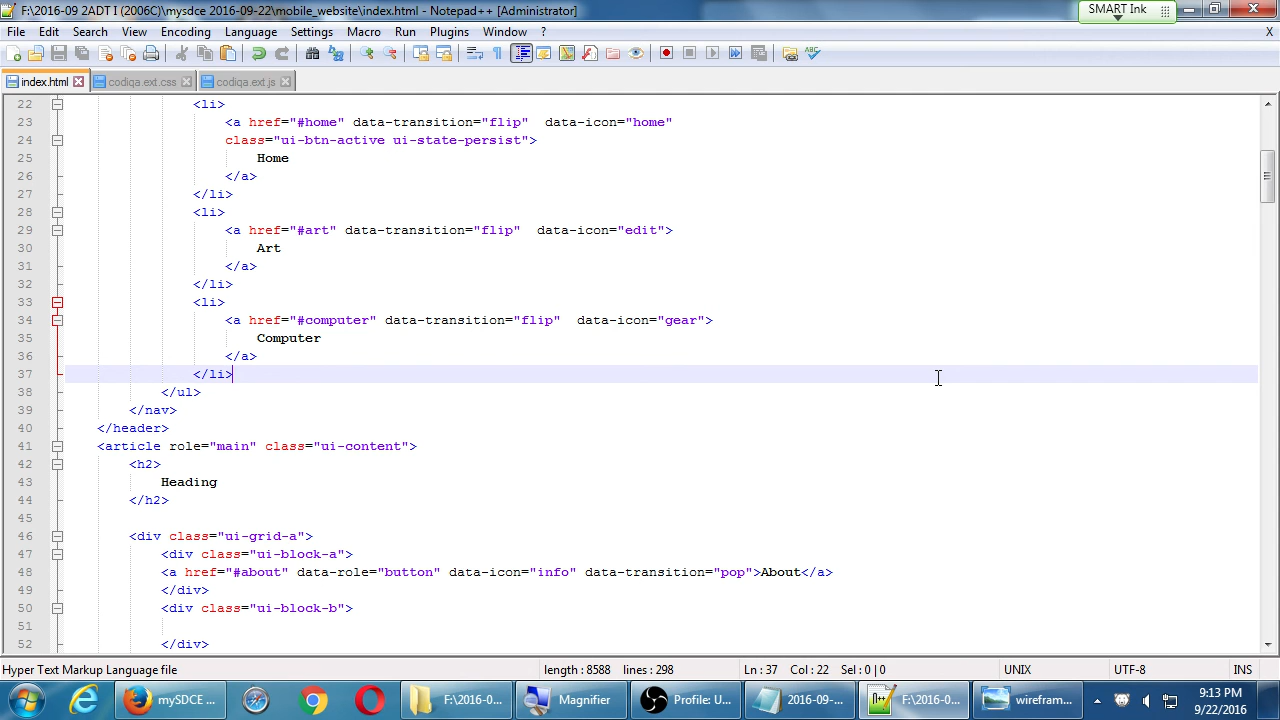 F:\2016-09 2ADT I (2006C)\mysdce 2016-09-22\mobile_website\index.html - Notepad++ [Administrator]
SMART Ink
File Edit Search View Encoding Language Settings Macro Run Plugins Window ? X
index.html codiqa.ext.css codiqa.ext.js
22 <li>
23 <a href="#home" data-transition="flip"  data-icon="home"
24 class="ui-btn-active ui-state-persist">
25 Home
26 </a>
27 </li>
28 <li>
29 <a href="#art" data-transition="flip"  data-icon="edit">
30 Art
31 </a>
32 </li>
33 <li>
34 <a href="#computer" data-transition="flip"  data-icon="gear">
35 Computer
36 </a>
37 </li>
38 </ul>
39 </nav>
40 </header>
41 <article role="main" class="ui-content">
42 <h2>
43 Heading
44 </h2>
45
46 <div class="ui-grid-a">
47 <div class="ui-block-a">
48 <a href="#about" data-role="button" data-icon="info" data-transition="pop">About</a>
49 </div>
50 <div class="ui-block-b">
51
52 </div>
Hyper Text Markup Language file length : 8588 lines : 298 Ln : 37 Col : 22 Sel : 0 | 0 UNIX UTF-8 INS
mySDCE ... F:\2016-0... Magnifier Profile: U... 2016-09-... F:\2016-0... wirefram...
9:13 PM
9/22/2016